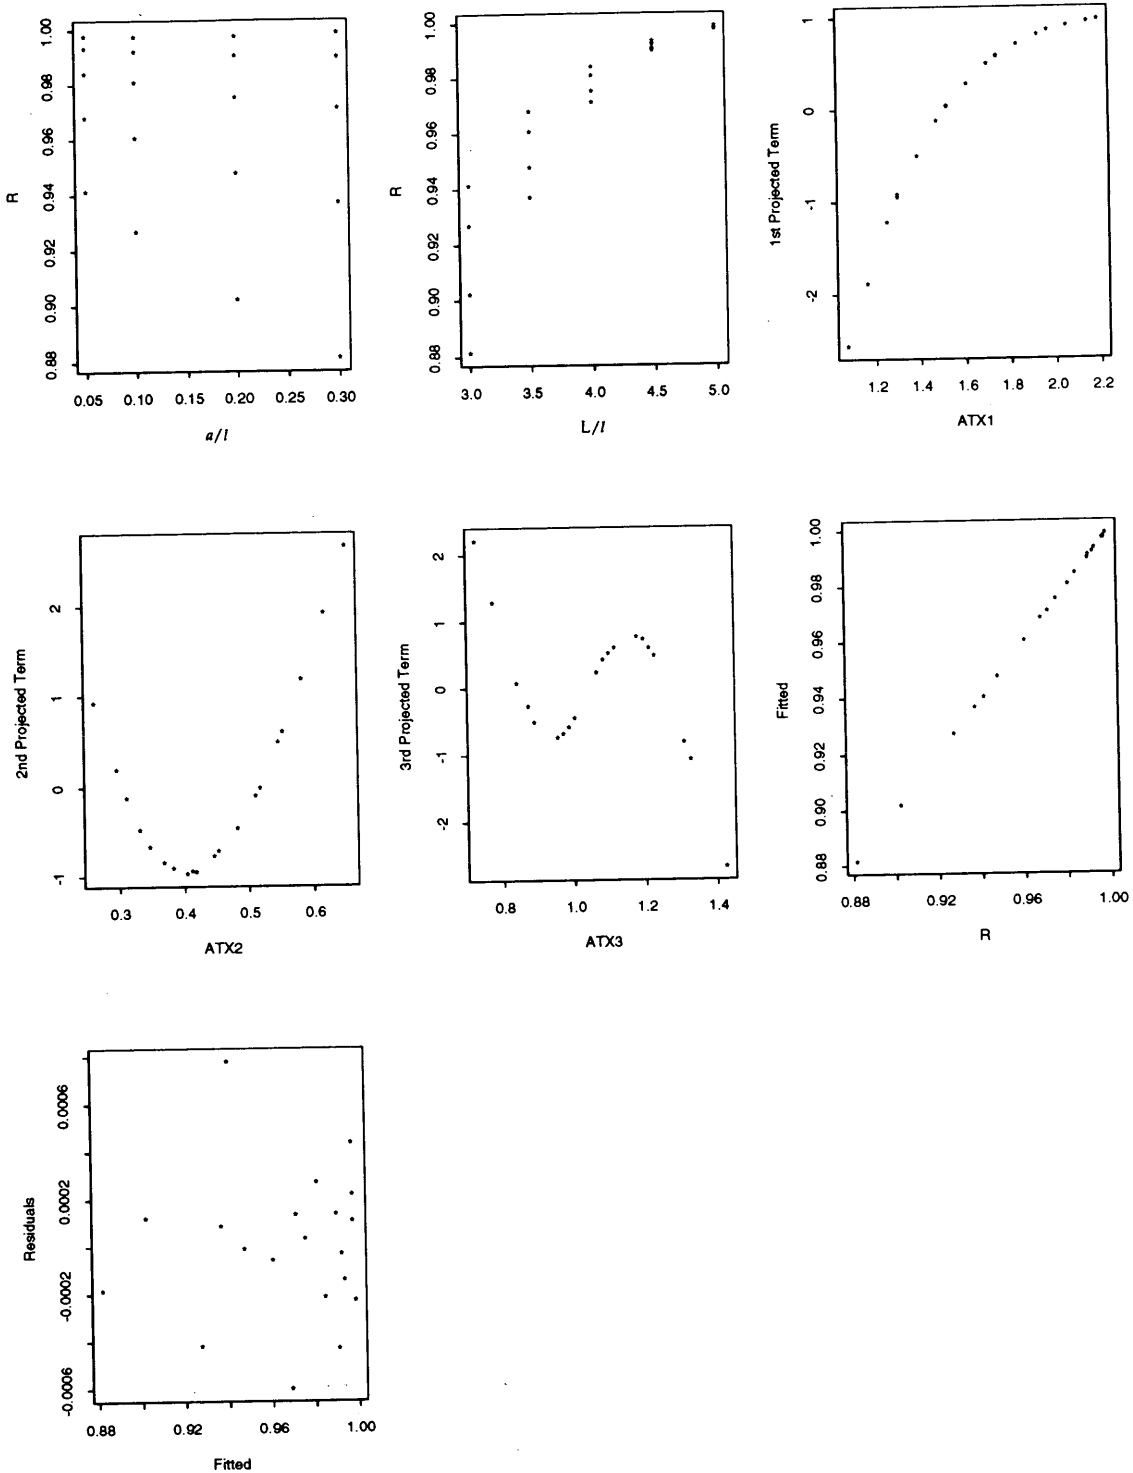 R
1.00
0.98
0.96
0.94
0.92
0.90
0.88
0.05 0.10 0.15 0.20 0.25 0.30
a/l
R
1.00
0.98
0.96
0.94
0.92
0.90
0.88
3.0 3.5 4.0 4.5 5.0
L/l
1st Projected Term
1
0
-1
-2
1.2 1.4 1.6 1.8 2.0 2.2
ATX1
2nd Projected Term
2
1
0
-1
0.3 0.4 0.5 0.6
ATX2
3rd Projected Term
2
1
0
-1
-2
0.8 1.0 1.2 1.4
ATX3
Fitted
1.00
0.98
0.96
0.94
0.92
0.90
0.88
0.88 0.92 0.96 1.00
R
Residuals
0.0006
0.0002
-0.0002
-0.0006
0.88 0.92 0.96 1.00
Fitted